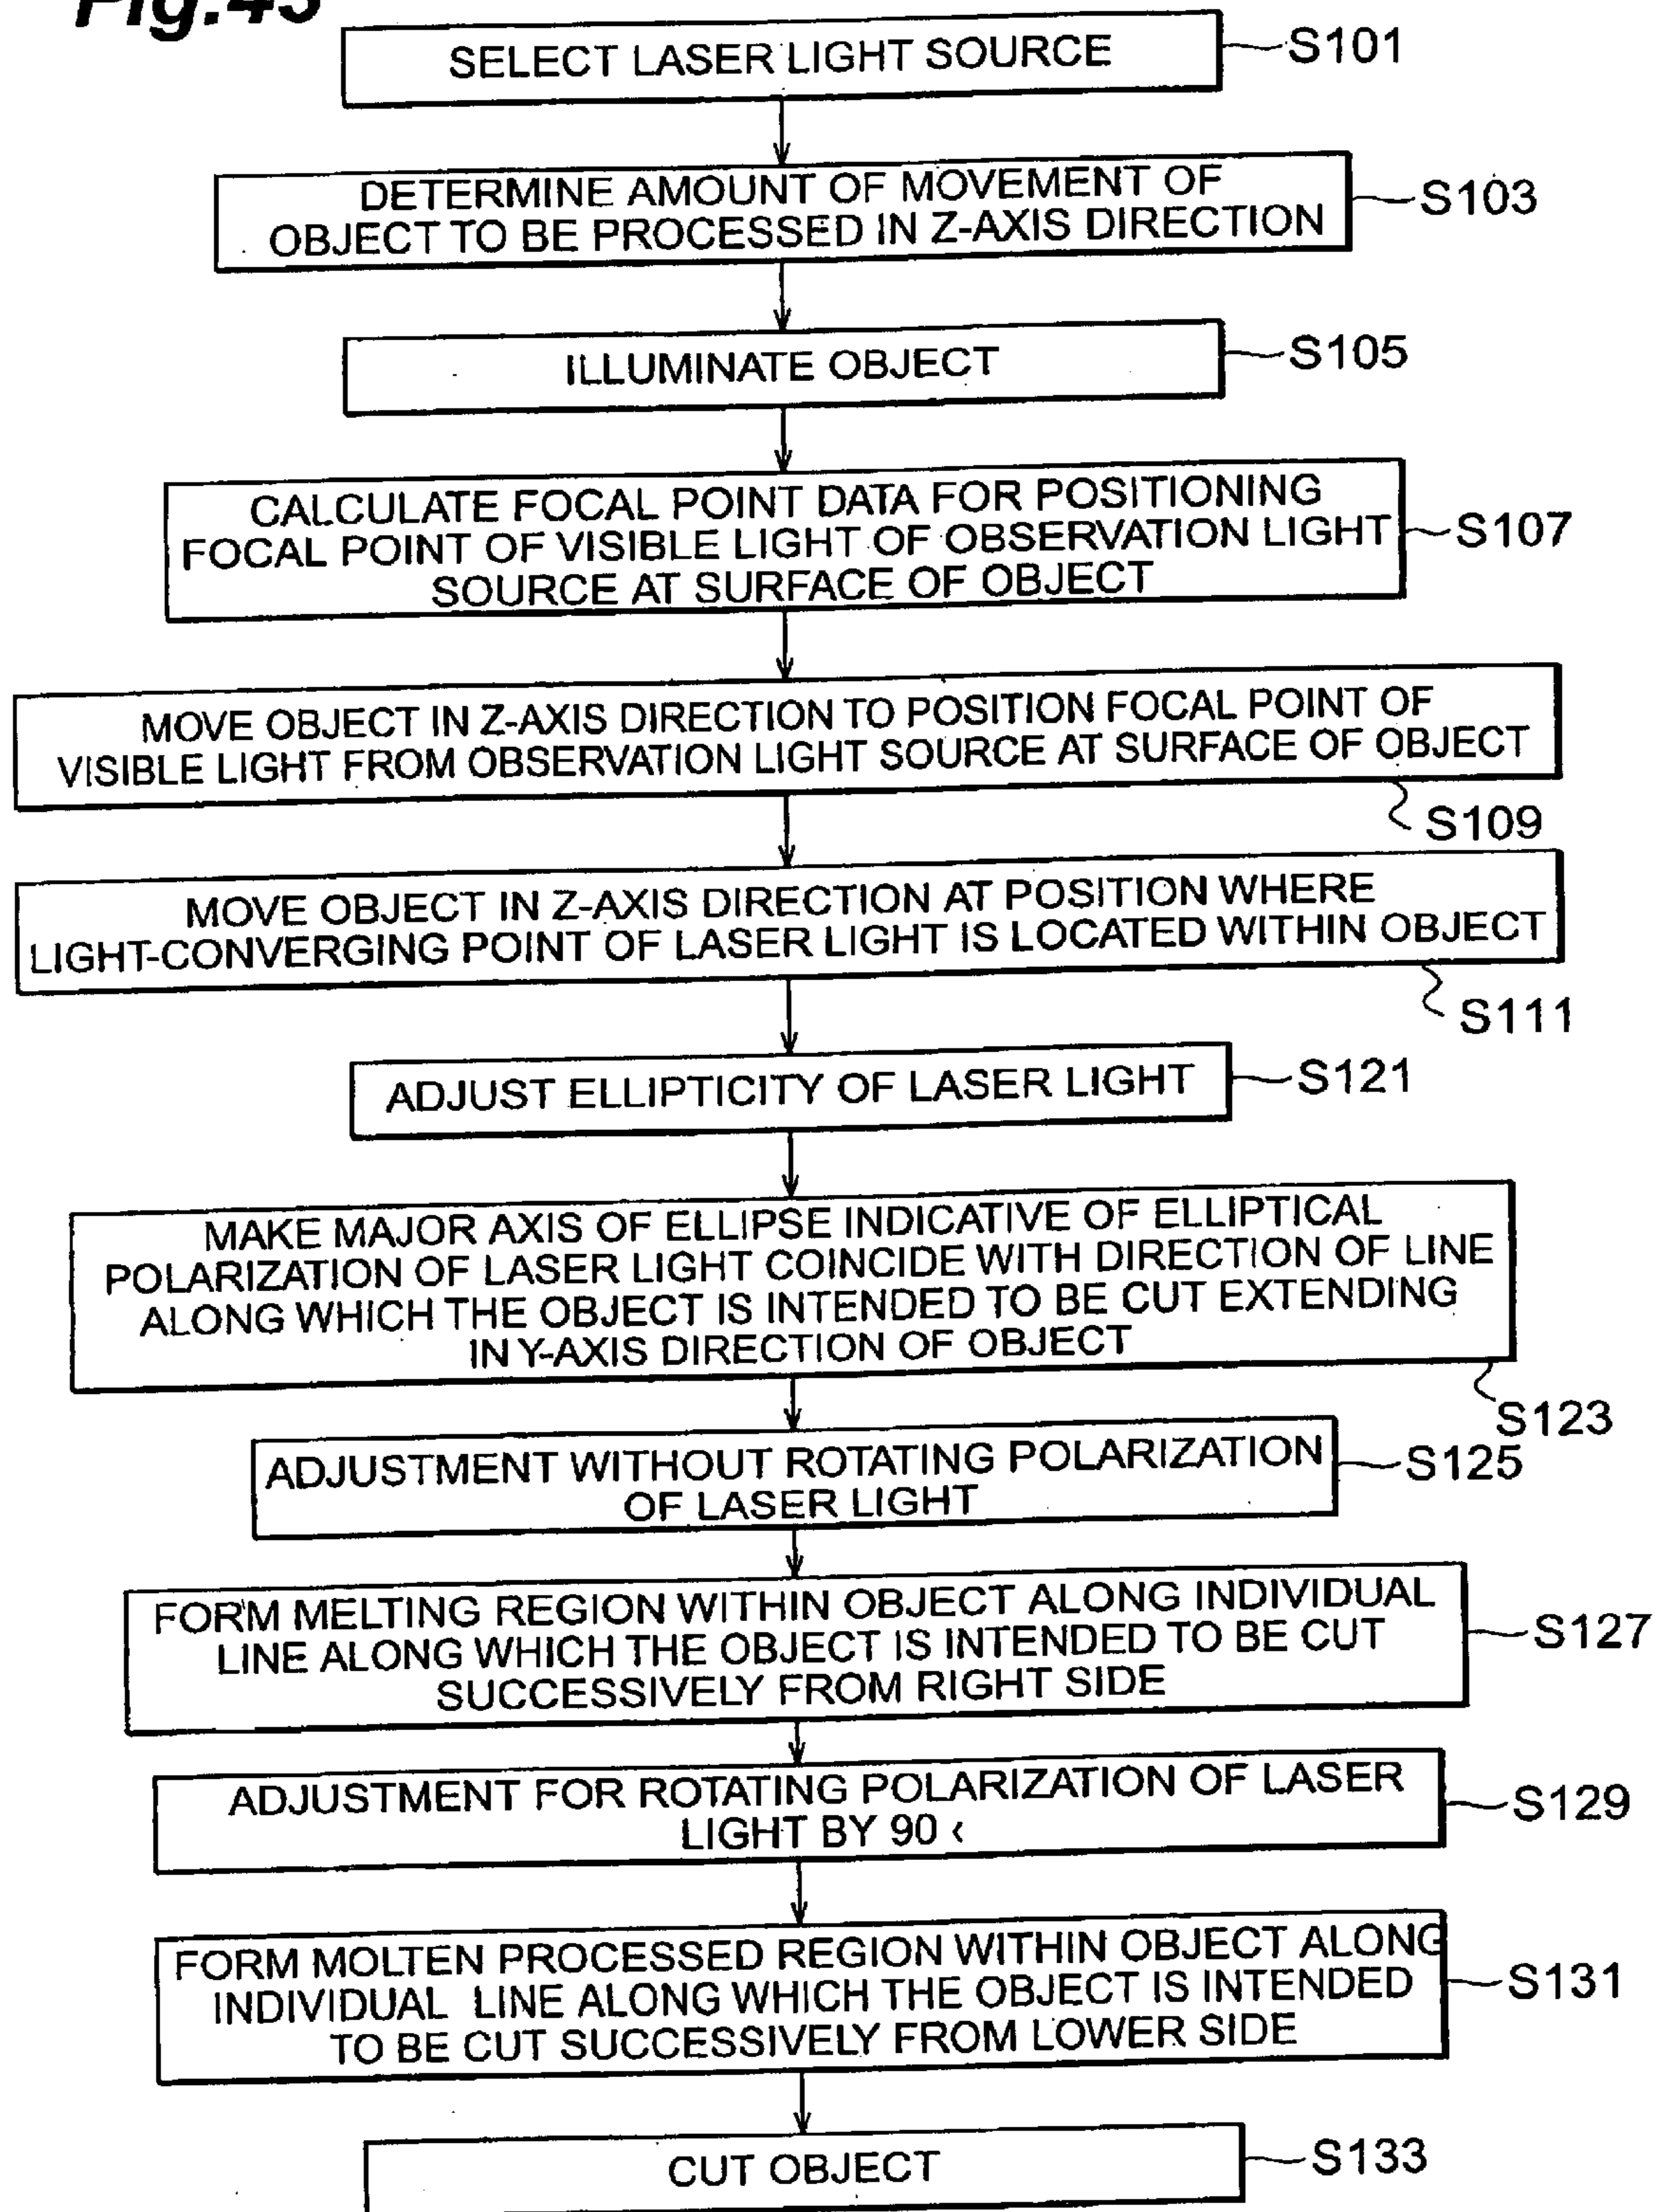 Fig.43
SELECT LASER LIGHT SOURCE
S101
DETERMINE AMOUNT OF MOVEMENT OF
OBJECT TO BE PROCESSED IN Z-AXIS DIRECTION
S103
ILLUMINATE OBJECT
S105
CALCULATE FOCAL POINT DATA FOR POSITIONING
FOCAL POINT OF VISIBLE LIGHT OF OBSERVATION LIGHT
SOURCE AT SURFACE OF OBJECT
S107
MOVE OBJECT IN Z-AXIS DIRECTION TO POSITION FOCAL POINT OF
VISIBLE LIGHT FROM OBSERVATION LIGHT SOURCE AT SURFACE OF OBJECT
S109
MOVE OBJECT IN Z-AXIS DIRECTION AT POSITION WHERE
LIGHT-CONVERGING POINT OF LASER LIGHT IS LOCATED WITHIN OBJECT
S111
ADJUST ELLIPTICITY OF LASER LIGHT
S121
MAKE MAJOR AXIS OF ELLIPSE INDICATIVE OF ELLIPTICAL
POLARIZATION OF LASER LIGHT COINCIDE WITH DIRECTION OF LINE
ALONG WHICH THE OBJECT IS INTENDED TO BE CUT EXTENDING
IN Y-AXIS DIRECTION OF OBJECT
S123
ADJUSTMENT WITHOUT ROTATING POLARIZATION
OF LASER LIGHT
S125
FORM MELTING REGION WITHIN OBJECT ALONG INDIVIDUAL
LINE ALONG WHICH THE OBJECT IS INTENDED TO BE CUT
SUCCESSIVELY FROM RIGHT SIDE
S127
ADJUSTMENT FOR ROTATING POLARIZATION OF LASER
LIGHT BY 90 ‹
S129
FORM MOLTEN PROCESSED REGION WITHIN OBJECT ALONG
INDIVIDUAL LINE ALONG WHICH THE OBJECT IS INTENDED
TO BE CUT SUCCESSIVELY FROM LOWER SIDE
S131
CUT OBJECT
S133